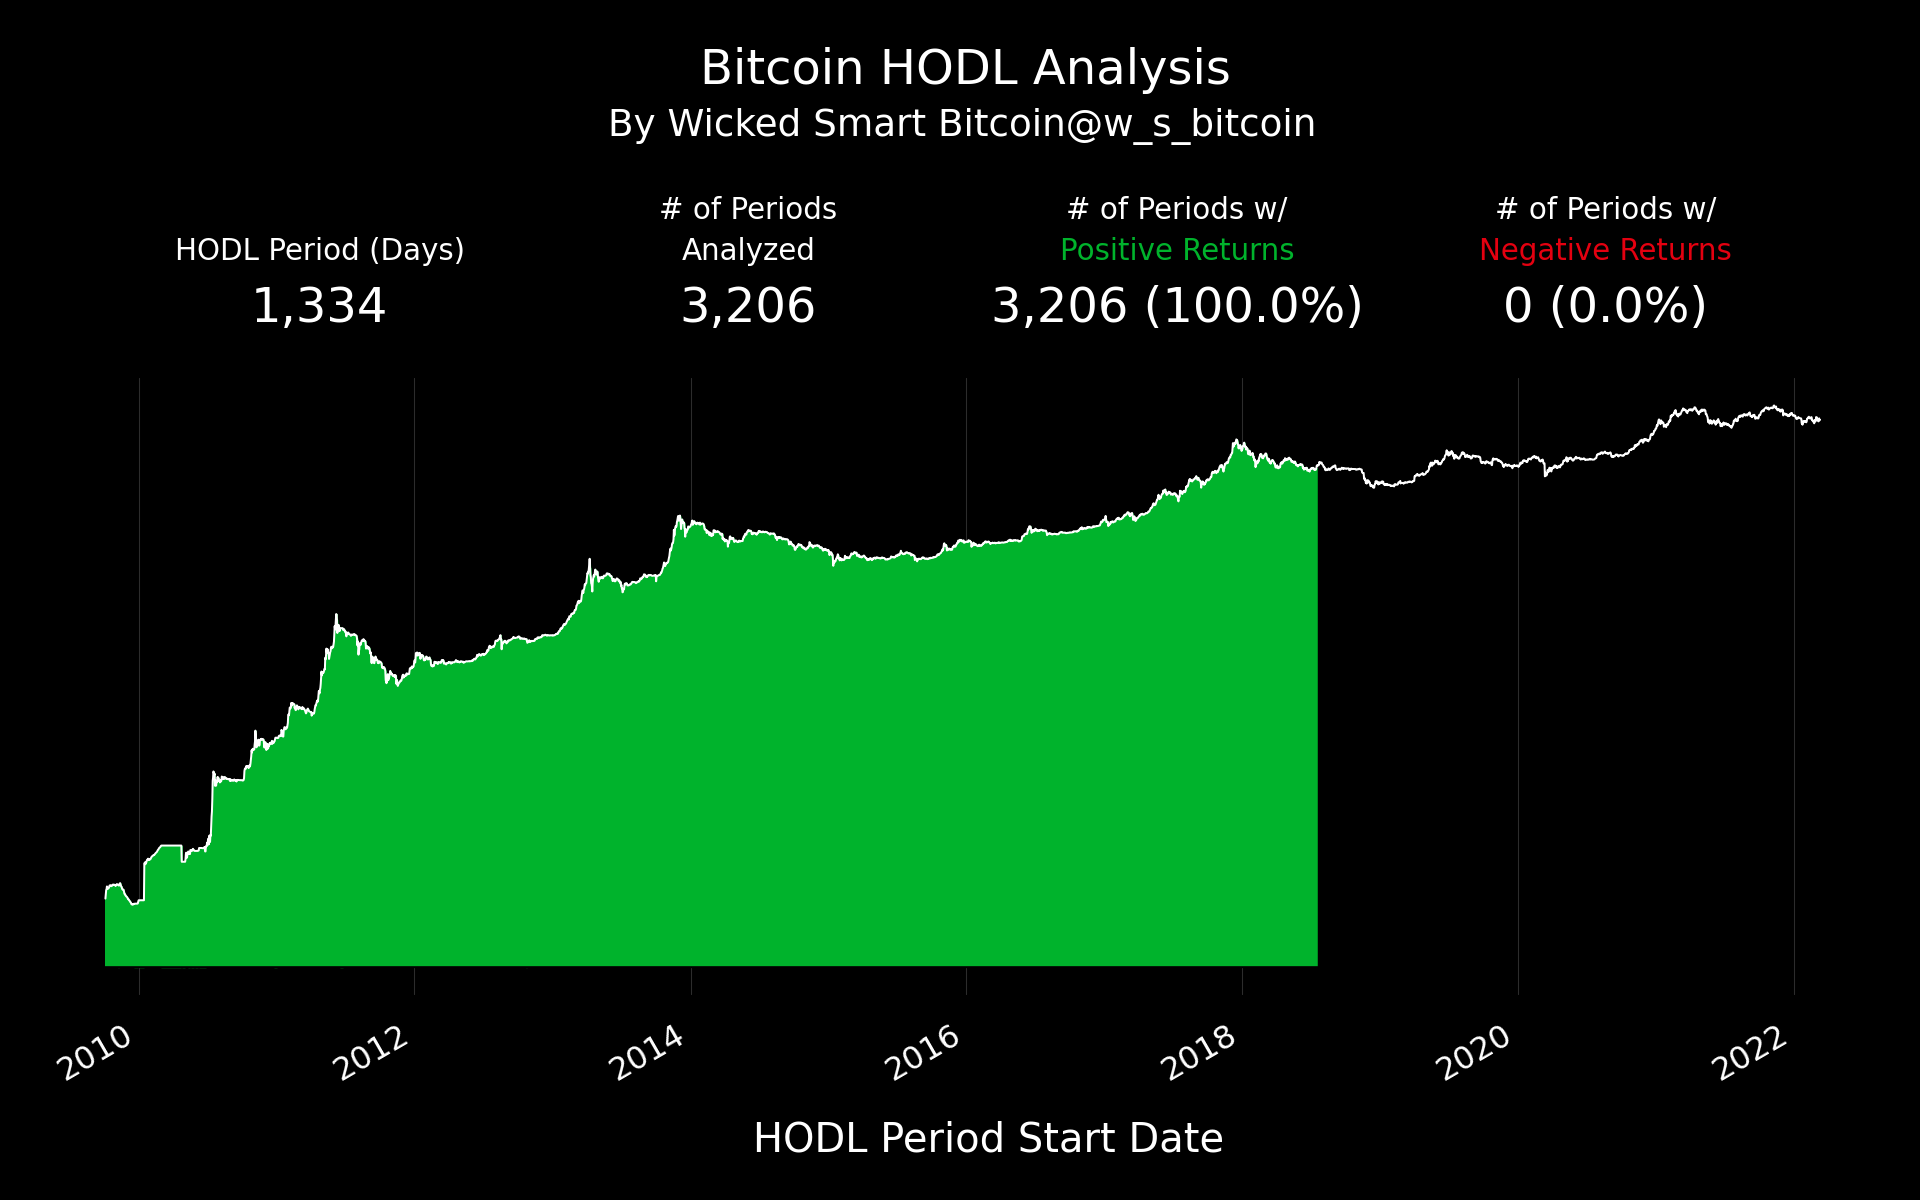 Bitcoin HODL Analysis
By Wicked Smart Bitcoin@w_s_bitcoin
HODL Period (Days)
1,334
# of Periods
Analyzed
3,206
# of Periods w/
Positive Returns
3,206 (100.0%)
# of Periods w/
Negative Returns
0 (0.0%)
2010
2012
2014
2016
2018
2020
2022
HODL Period Start Date